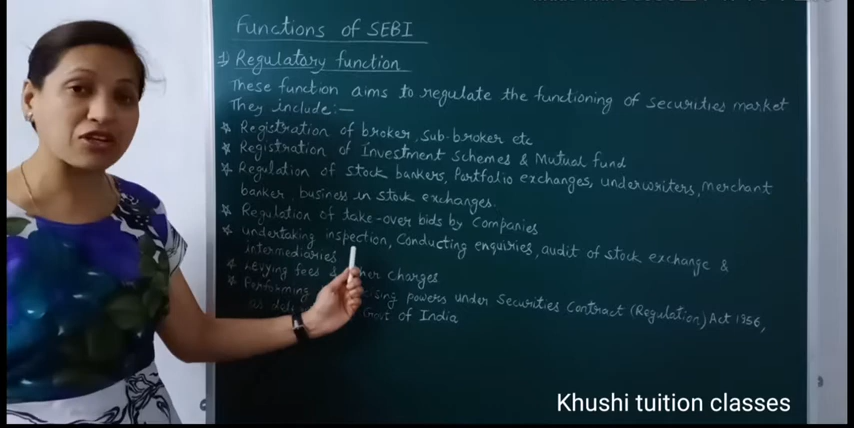 Functions of SEBI
1) Regulatory function
These function aims to regulate the functioning of securities market
They include:—
☆ Registration of broker, sub-broker etc
☆ Registration of Investment Schemes & Mutual fund
☆ Regulation of stock bankers, Portfolio exchanges, underwriters, merchant
banker, business in stock exchanges.
☆ Regulation of take-over bids by Companies
☆ undertaking inspection, Conducting enquiries, audit of stock exchange &
intermediaries
☆ Levying fees & charges
☆ Performing powers under Securities Contract (Regulation) Act 1956,
as Govt of India
Khushi tuition classes